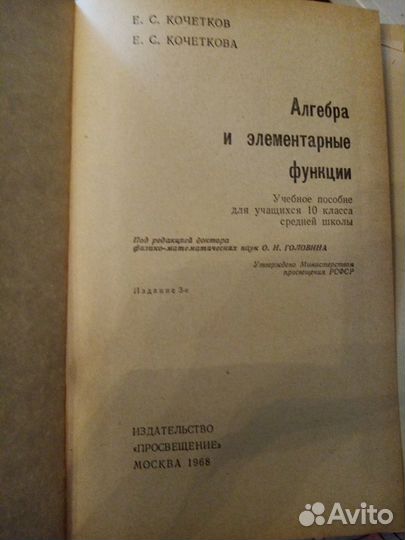 Е. С. КОЧЕТКОВ
Е. С. КОЧЕТКОВА
Алгебра
и элементарные
функции
Учебное пособие
для учащихся 10 класса
средней школы
Под редакцией доктора
физико-математических наук О. Н. ГОЛОВИНА
Утверждено Министерством
просвещения РСФСР
Издание 3-е
ИЗДАТЕЛЬСТВО
«ПРОСВЕЩЕНИЕ»
МОСКВА 1968
Avito